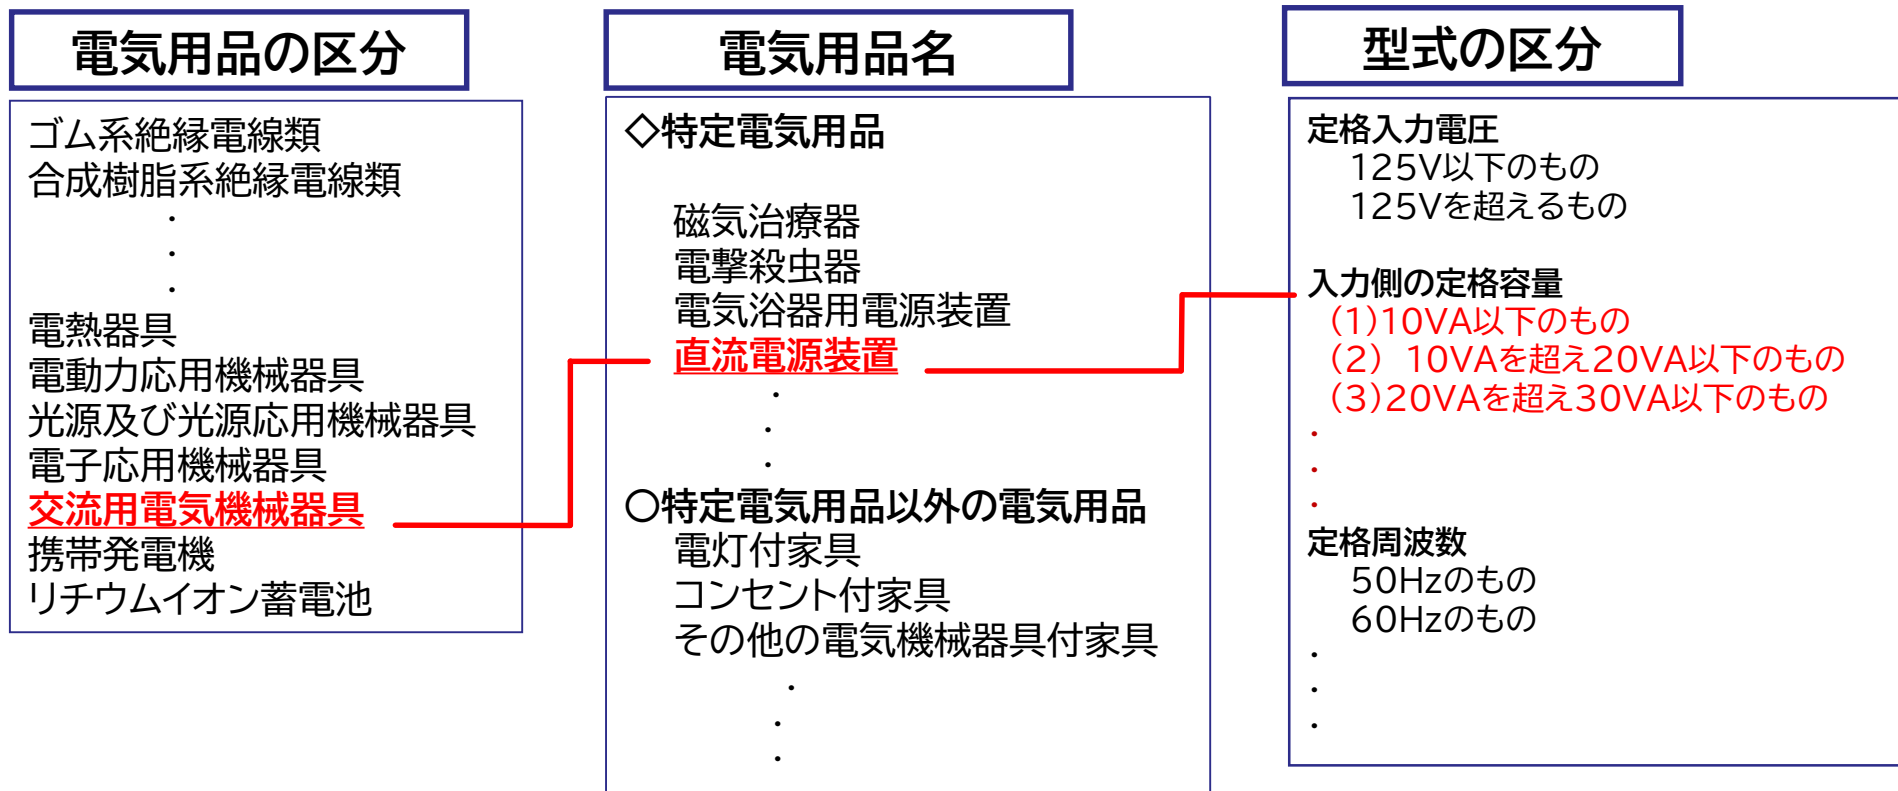 電気用品の区分
ゴム系絶縁電線類
合成樹脂系絶縁電線類
・
・
・
電熱器具
電動力応用機械器具
光源及び光源応用機械器具
電子応用機械器具
交流用電気機械器具
携帯発電機
リチウムイオン蓄電池
電気用品名
◇特定電気用品
磁気治療器
電撃殺虫器
電気浴器用電源装置
直流電源装置
・
・
・
○特定電気用品以外の電気用品
電灯付家具
コンセント付家具
その他の電気機械器具付家具
・
・
・
型式の区分
定格入力電圧
125V以下のもの
125Vを超えるもの
入力側の定格容量
(1)10VA以下のもの
(2) 10VAを超え20VA以下のもの
(3)20VAを超え30VA以下のもの
・
・
・
定格周波数
50Hzのもの
60Hzのもの
・
・
・